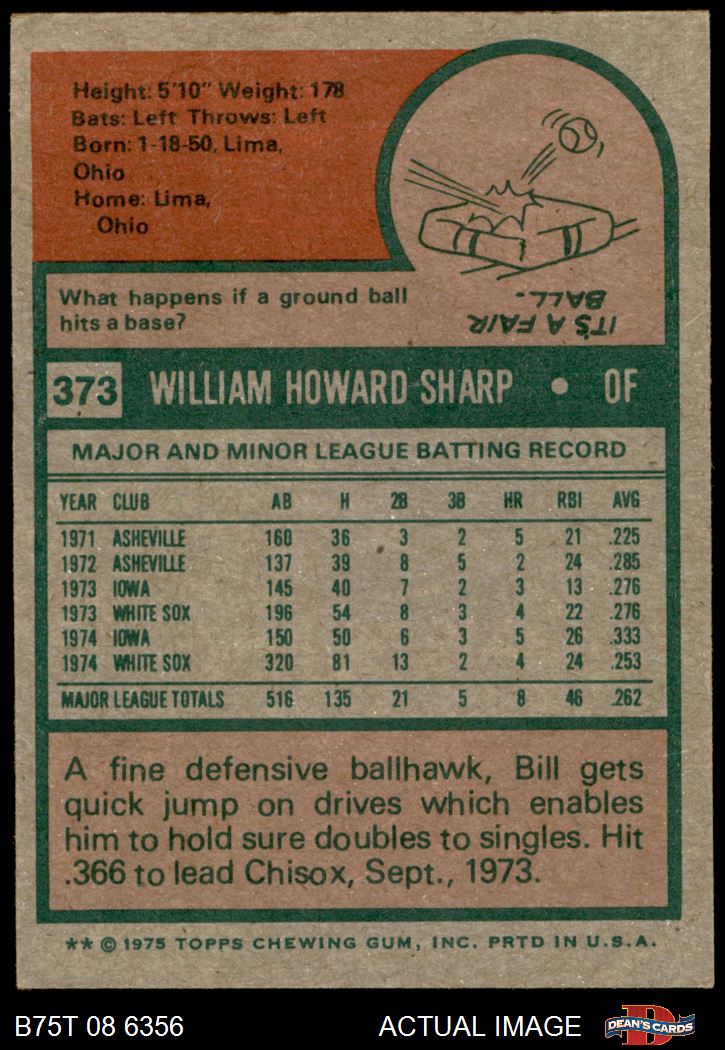 Height: 5'10" Weight: 178
Bats: Left Throws: Left
Born: 1-18-50, Lima,
Ohio
Home: Lima,
Ohio
What happens if a ground ball
hits a base?
IT'S A FAIR
BALL.
373 WILLIAM HOWARD SHARP • OF
MAJOR AND MINOR LEAGUE BATTING RECORD
YEAR CLUB AB H 2B 3B HR RBI AVG
1971 ASHEVILLE 160 36 3 2 5 21 .225
1972 ASHEVILLE 137 39 8 5 2 24 .285
1973 IOWA 145 40 7 2 3 13 .276
1973 WHITE SOX 196 54 8 3 4 22 .276
1974 IOWA 150 50 6 3 5 26 .333
1974 WHITE SOX 320 81 13 2 4 24 .253
MAJOR LEAGUE TOTALS 516 135 21 5 8 46 .262
A fine defensive ballhawk, Bill gets
quick jump on drives which enables
him to hold sure doubles to singles. Hit
.366 to lead Chisox, Sept., 1973.
** © 1975 TOPPS CHEWING GUM, INC. PRTD IN U.S.A.
B75T 08 6356 ACTUAL IMAGE D DEAN'S CARDS